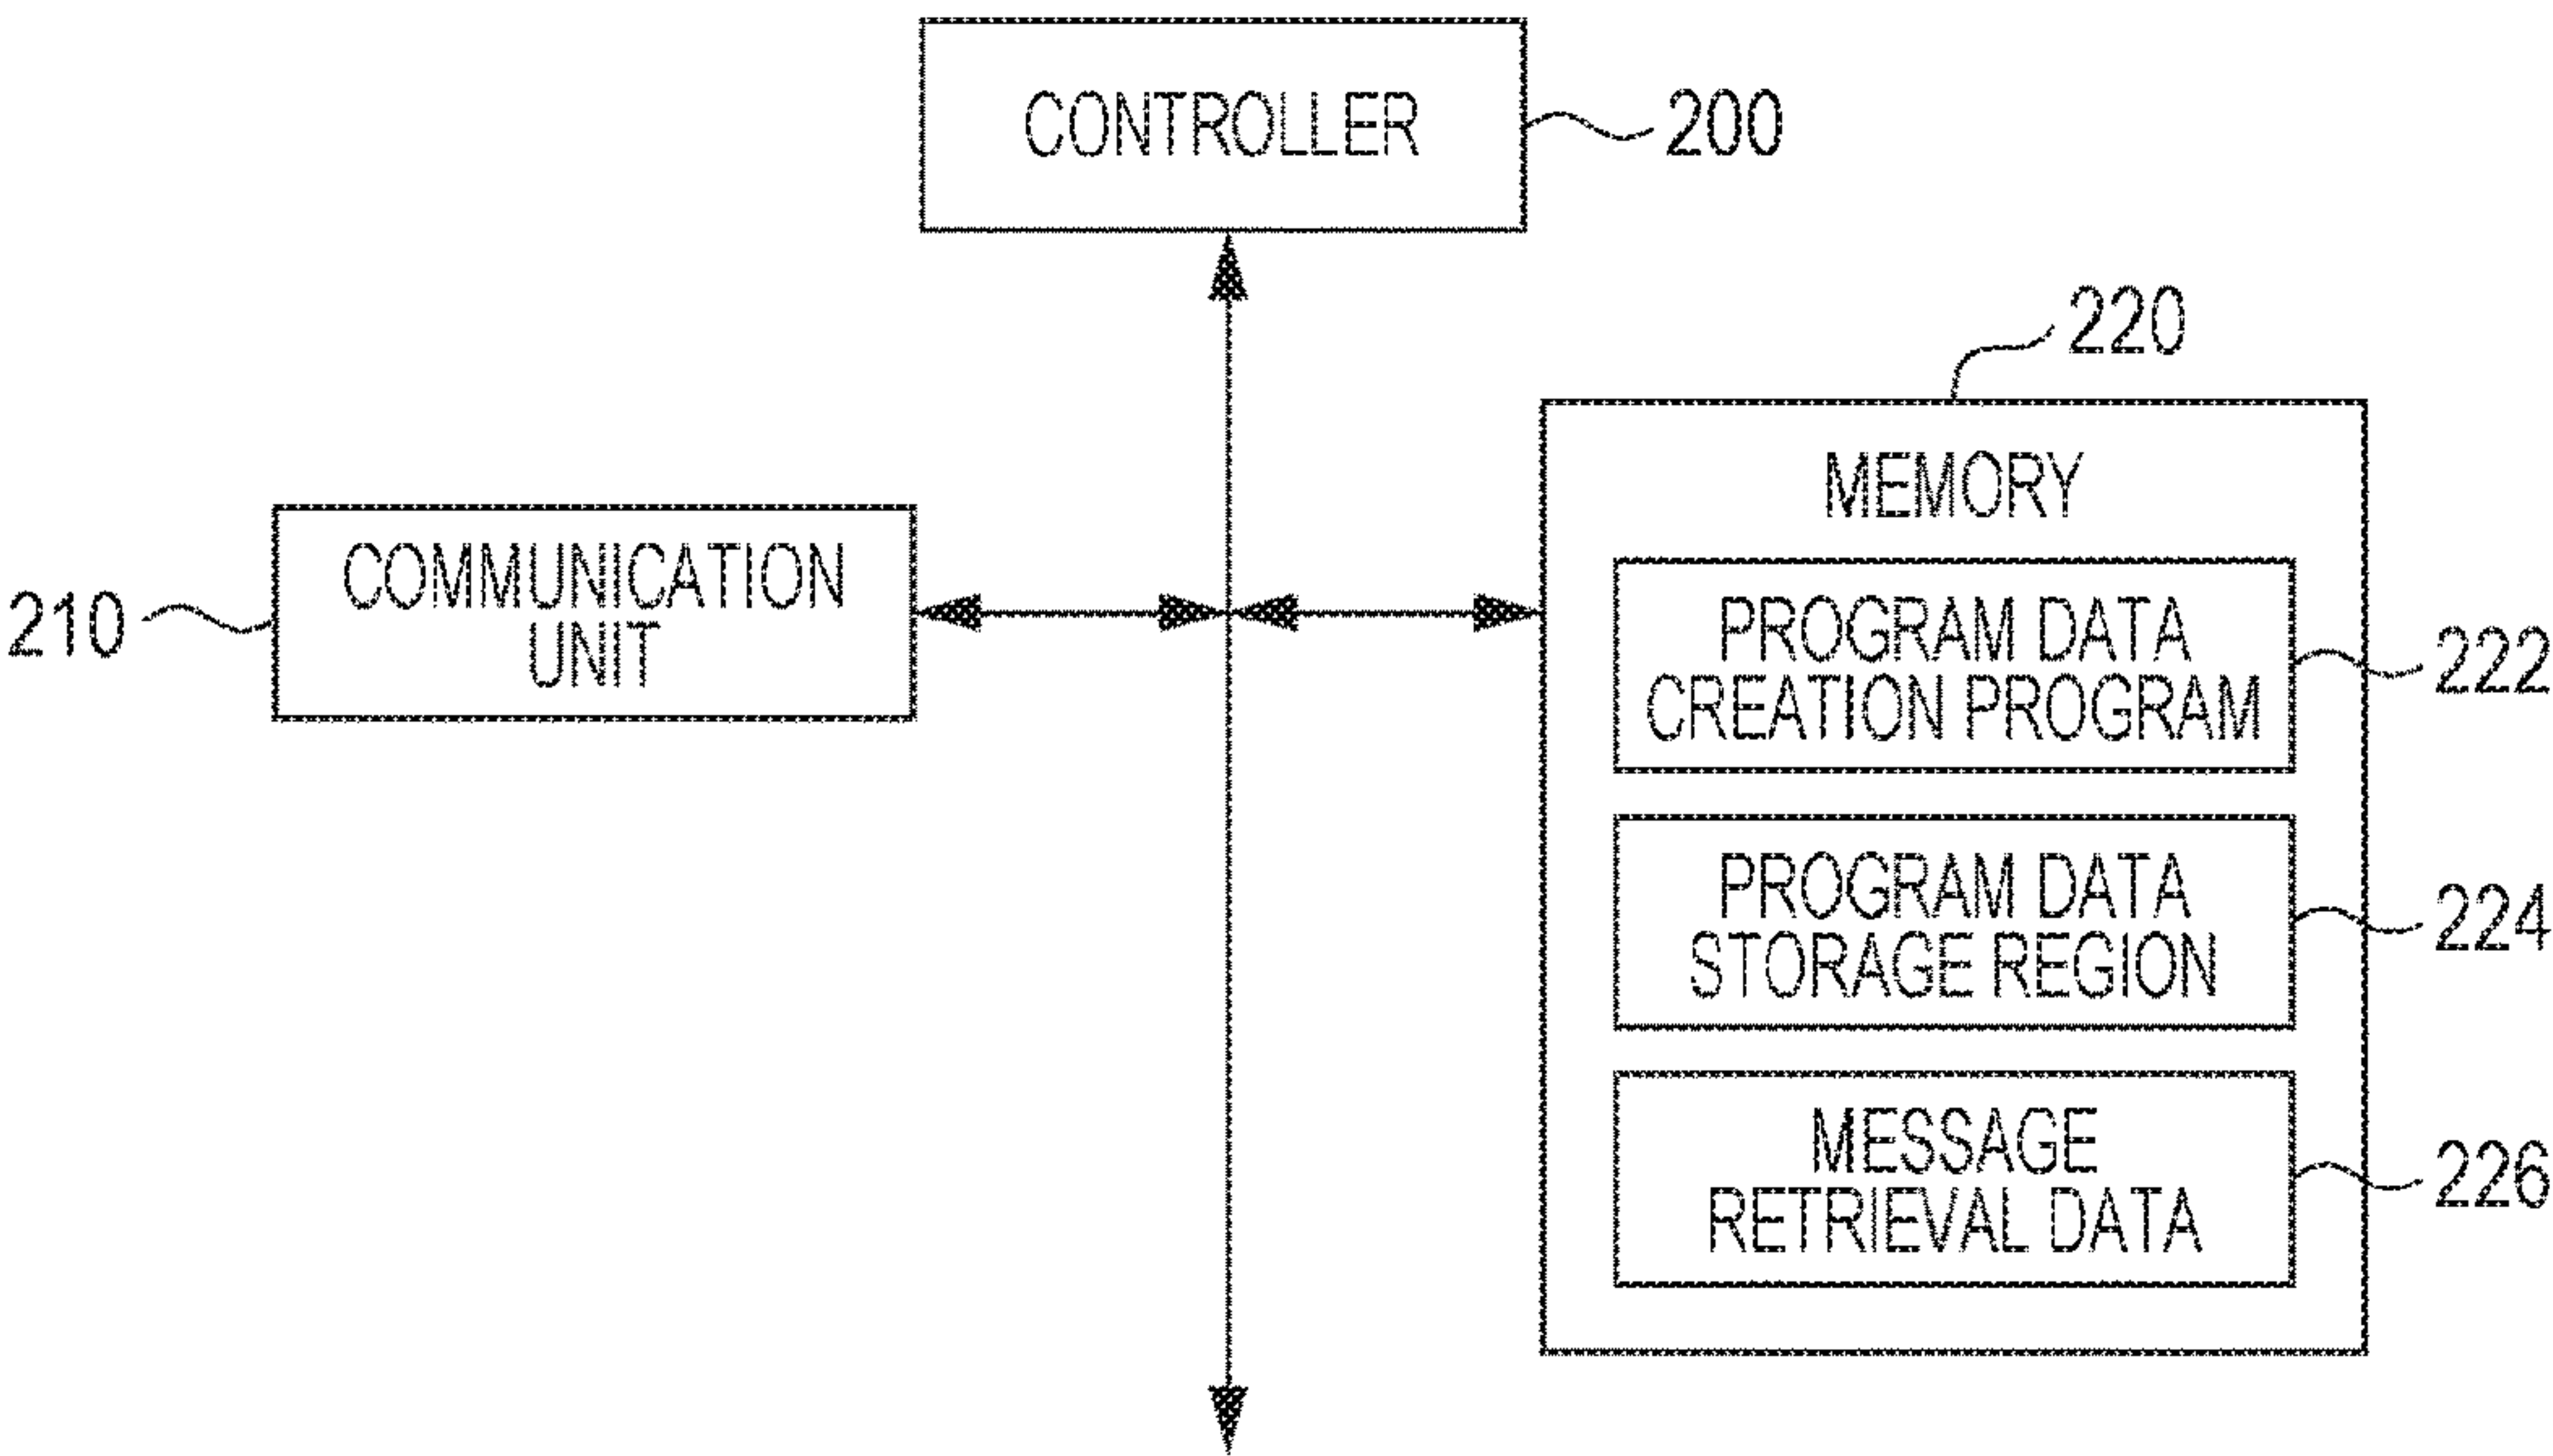 CONTROLLER
200
220
MEMORY
COMMUNICATION
UNIT
210
PROGRAM DATA
CREATION PROGRAM
222
PROGRAM DATA
STORAGE REGION
224
MESSAGE
RETRIEVAL DATA
226